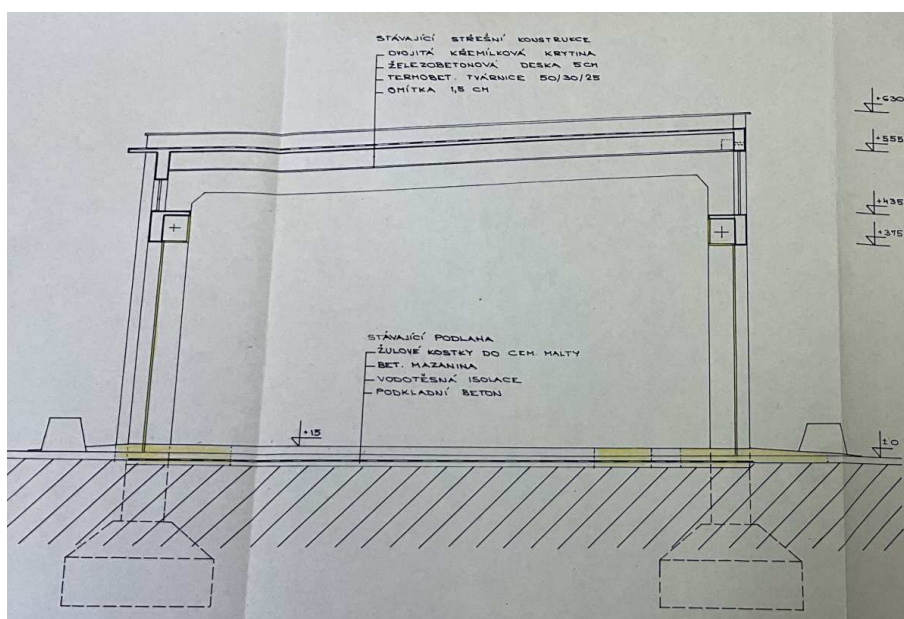 STÁVAJÍCÍ STŘEŠNÍ KONSTRUKCE
DVOJITÁ KŘEMÍLKOVÁ KRYTINA
ŽELEZOBETONOVÁ DESKA 5CM
TERMOBET. TVÁRNICE 50/30/25
OMÍTKA 1,5 CM
+630
+555
+435
+375
STÁVAJÍCÍ PODLAHA
ŽULOVÉ KOSTKY DO CEM. MALTY
BET. MAZANINA
VODOTĚSNÁ ISOLACE
PODKLADNÍ BETON
+15
±0